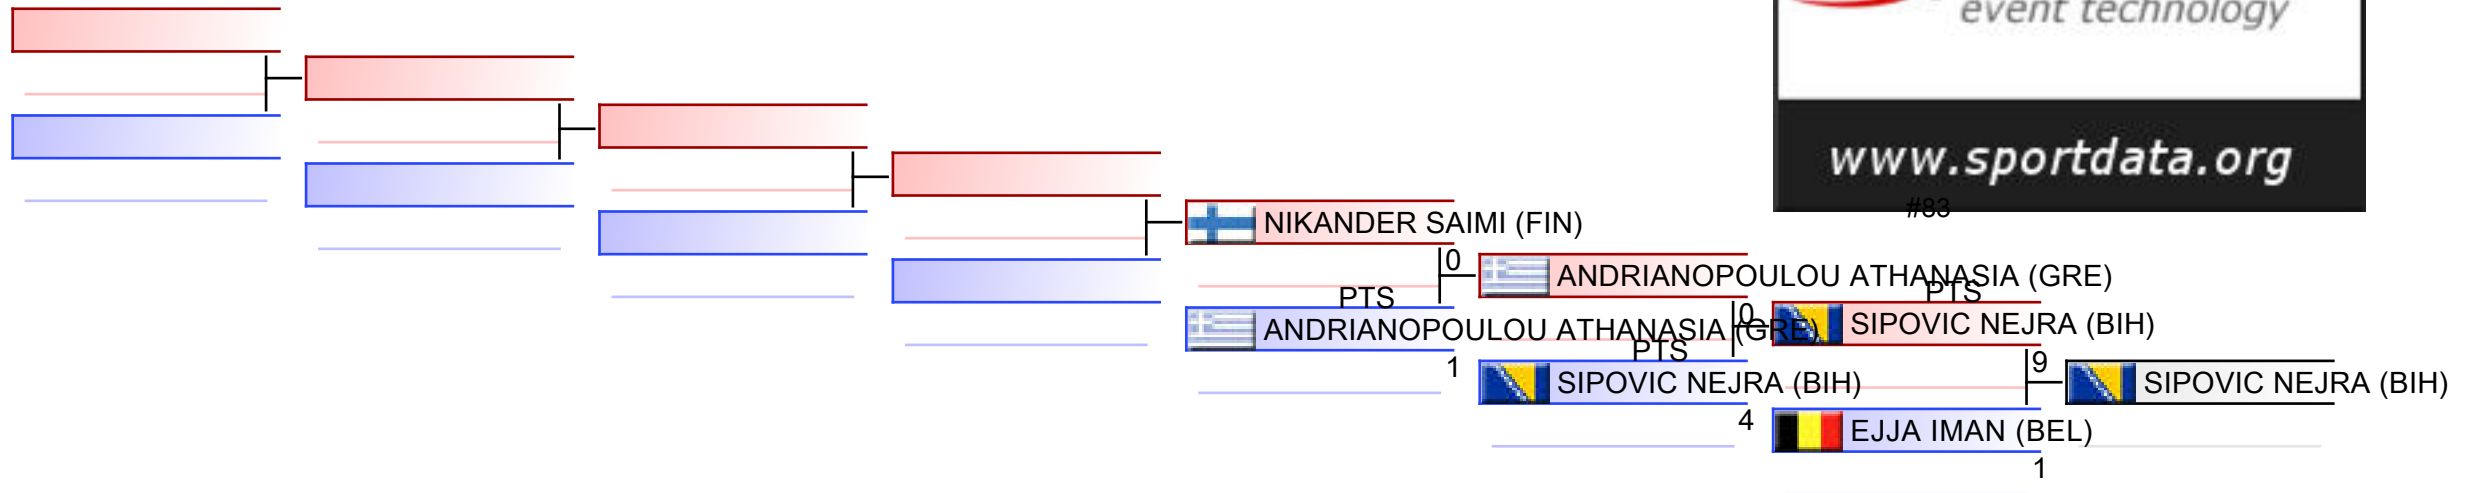 event technology
www.sportdata.org
#83
NIKANDER SAIMI (FIN)
0
ANDRIANOPOULOU ATHANASIA (GRE)
PTS
PTS
ANDRIANOPOULOU ATHANASIA (GRE)
0
SIPOVIC NEJRA (BIH)
PTS
1
9
SIPOVIC NEJRA (BIH)
SIPOVIC NEJRA (BIH)
4
EJJA IMAN (BEL)
1